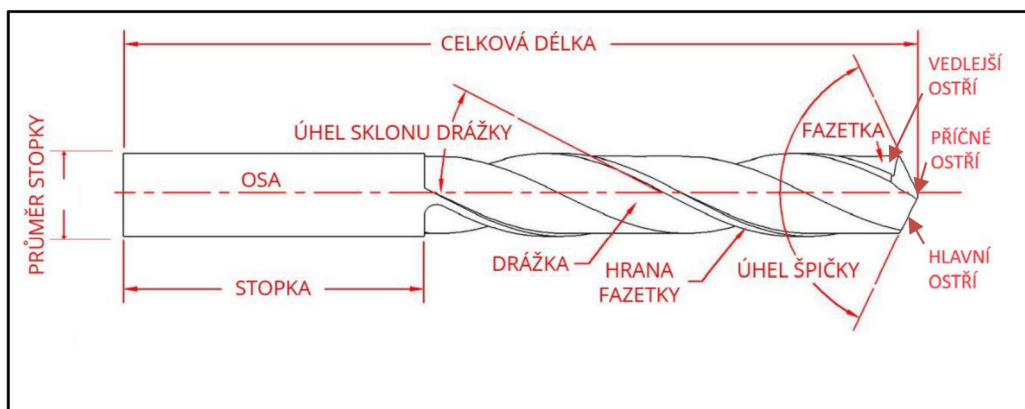 CELKOVÁ DÉLKA
VEDLEJŠÍ
OSTŘÍ
ÚHEL SKLONU DRÁŽKY
FAZETKA
PŘÍČNÉ
OSTŘÍ
PRŮMĚR STOPKY
OSA
DRÁŽKA
HRANA
FAZETKY
ÚHEL ŠPIČKY
HLAVNÍ
OSTŘÍ
STOPKA